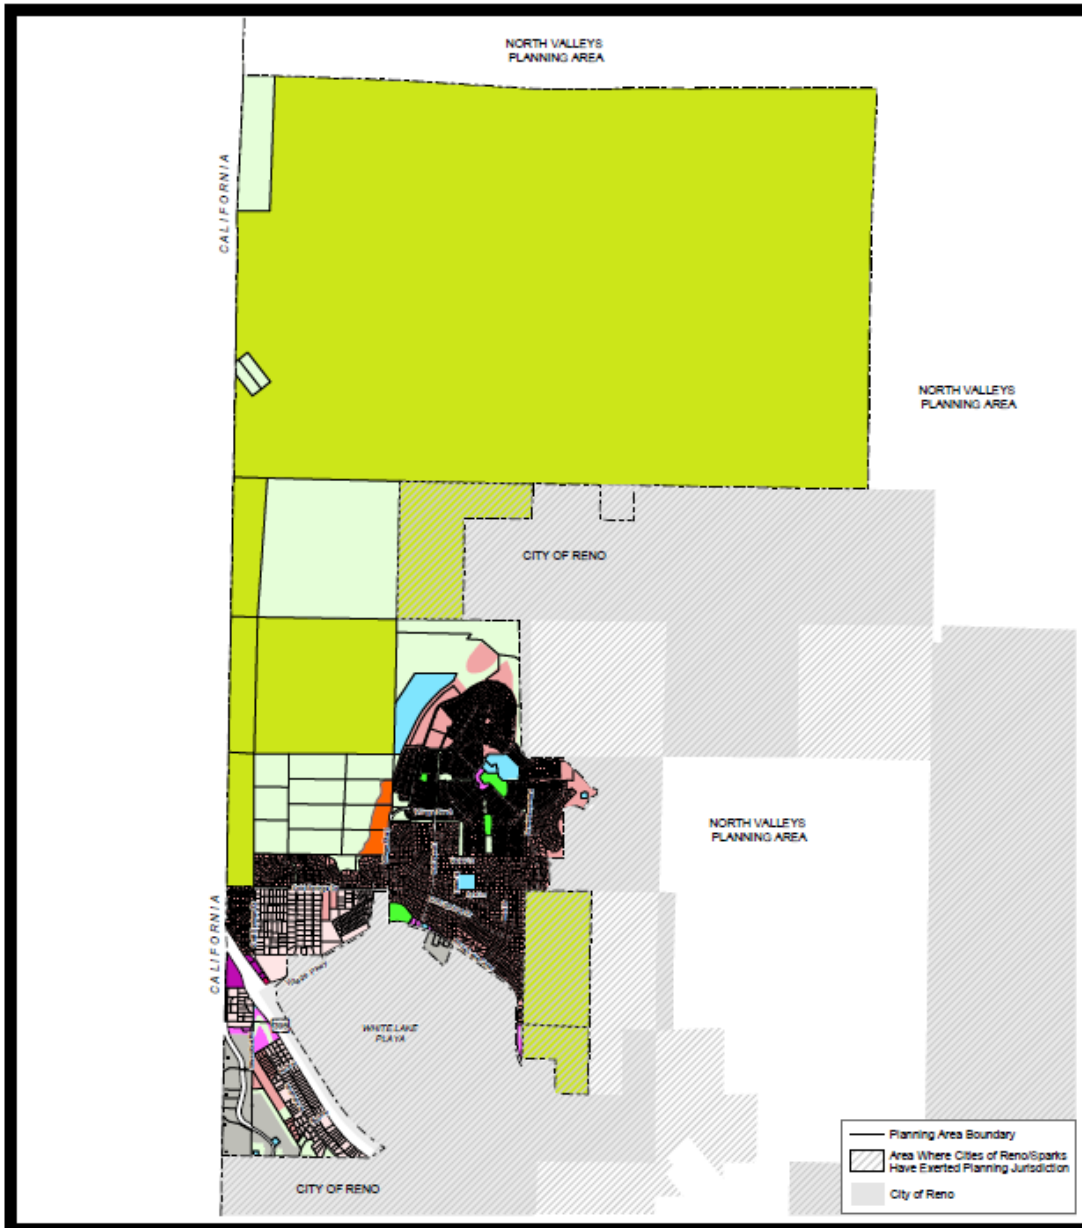 NORTH VALLEYS
PLANNING AREA
CALIFORNIA
NORTH VALLEYS
PLANNING AREA
CITY OF RENO
NORTH VALLEYS
PLANNING AREA
CALIFORNIA
WHITE LAKE
PLAYA
395
CITY OF RENO
Planning Area Boundary
Area Where Cities of Reno/Sparks
Have Exerted Planning Jurisdiction
City of Reno